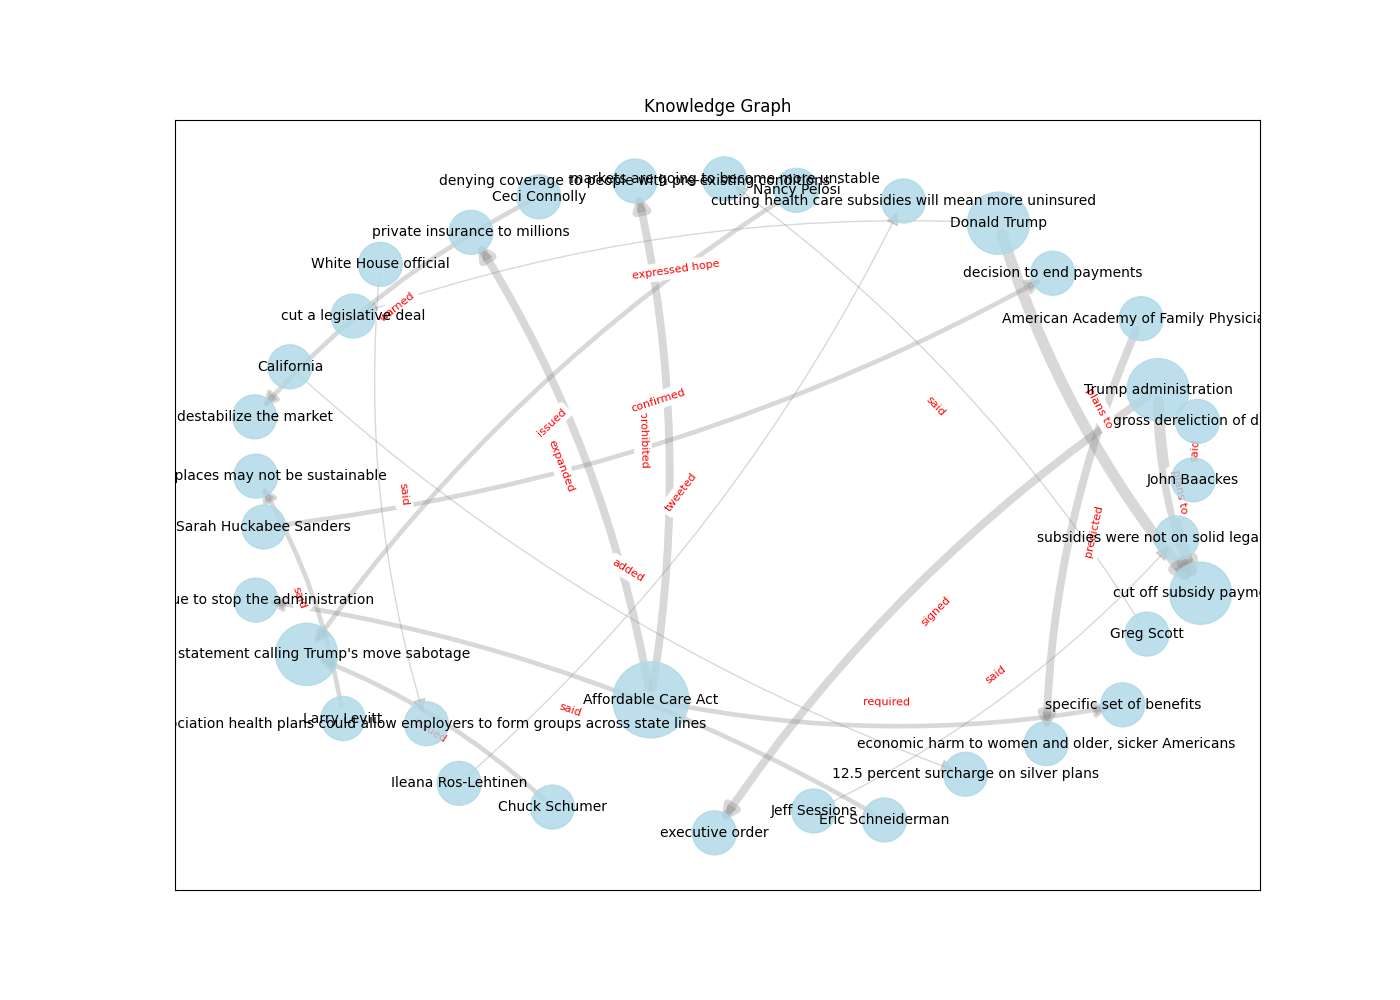 Knowledge Graph
markets are going to become more unstable
denying coverage to people with pre-existing conditions
Nancy Pelosi
Ceci Connolly
cutting health care subsidies will mean more uninsured
Donald Trump
private insurance to millions
White House official
expressed hope
decision to end payments
warned
cut a legislative deal
American Academy of Family Physicia
California
Trump administration
confirmed
said
plans to
destabilize the market
issued
gross dereliction of d
prohibited
said
expanded
places may not be sustainable
John Baackes
said
tweeted
plans to
Sarah Huckabee Sanders
predicted
subsidies were not on solid lega
added
cut off subsidy payme
said
ue to stop the administration
signed
Greg Scott
statement calling Trump's move sabotage
said
Affordable Care Act
required
specific set of benefits
said
Larry Levitt
ciation health plans could allow employers to form groups across state lines
economic harm to women and older, sicker Americans
12.5 percent surcharge on silver plans
Ileana Ros-Lehtinen
Chuck Schumer
Jeff Sessions
Eric Schneiderman
executive order